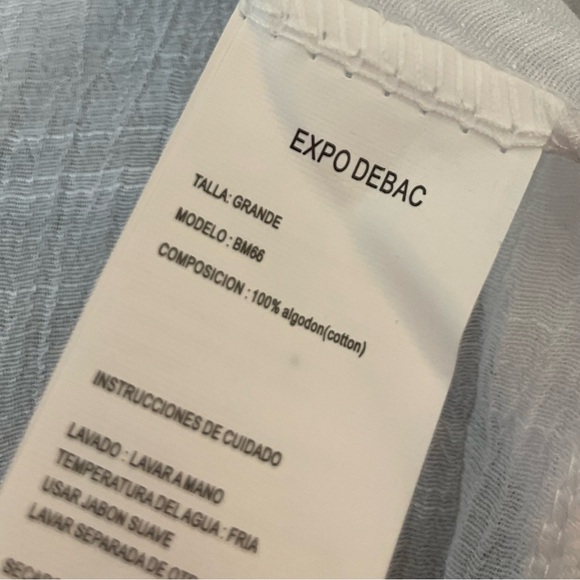 EXPO DEBAC
TALLA: GRANDE
MODELO : BM66
COMPOSICION : 100% algodon(cotton)
INSTRUCCIONES DE CUIDADO
LAVADO : LAVAR A MANO
TEMPERATURA DEL AGUA : FRIA
USAR JABON SUAVE
LAVAR SEPARADA DE